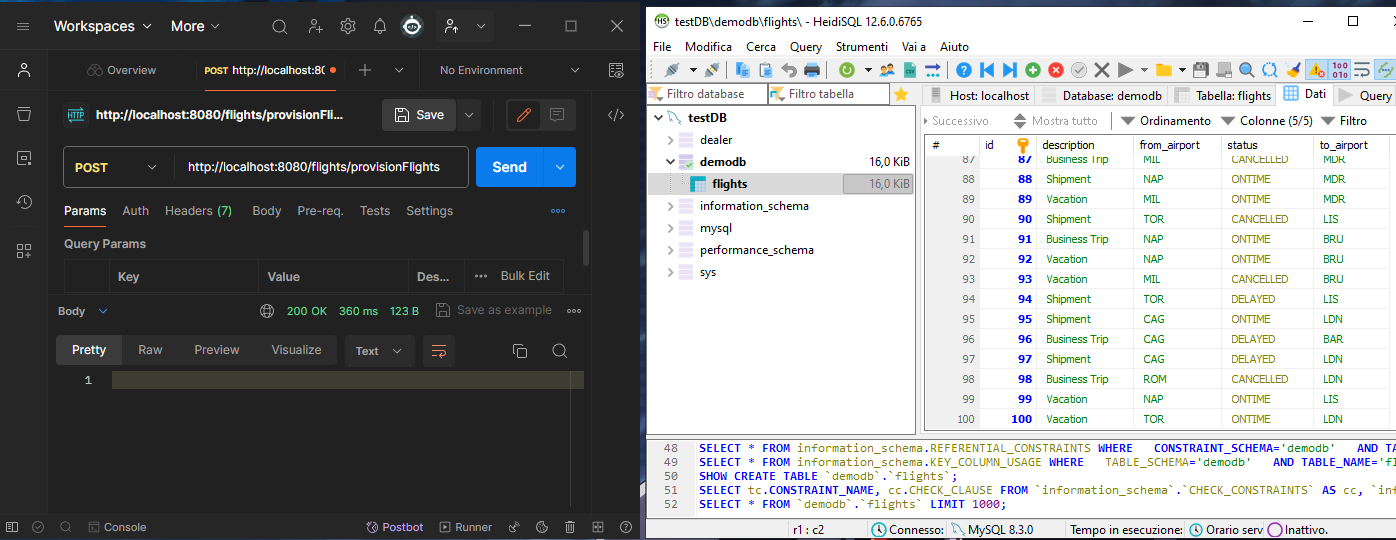 Workspaces More
Overview POST http://localhost:80 No Environment
HTTP http://localhost:8080/flights/provisionFli... Save
POST http://localhost:8080/flights/provisionFlights Send
Params Auth Headers (7) Body Pre-req. Tests Settings
Query Params
Key Value Des... Bulk Edit
Body 200 OK 360 ms 123 B Save as example
Pretty Raw Preview Visualize Text
1
Console Postbot Runner
HS testDB\demodb\flights\ - HeidiSQL 12.6.0.6765
File Modifica Cerca Query Strumenti Vai a Aiuto
Filtro database Filtro tabella
testDB
dealer
demodb 16,0 KiB
flights 16,0 KiB
information_schema
mysql
performance_schema
sys
Host: localhost Database: demodb Tabella: flights Dati Query
Successivo Mostra tutto Ordinamento Colonne (5/5) Filtro
# id description from_airport status to_airport
87 87 Business Trip MIL CANCELLED MDR
88 88 Shipment NAP ONTIME MDR
89 89 Vacation MIL ONTIME MDR
90 90 Shipment TOR CANCELLED LIS
91 91 Business Trip NAP ONTIME BRU
92 92 Vacation NAP ONTIME BRU
93 93 Vacation MIL CANCELLED BRU
94 94 Shipment TOR DELAYED LIS
95 95 Shipment CAG ONTIME LDN
96 96 Business Trip CAG DELAYED BAR
97 97 Shipment CAG DELAYED LDN
98 98 Business Trip ROM CANCELLED LDN
99 99 Vacation NAP ONTIME LIS
100 100 Vacation TOR ONTIME LDN
48 SELECT * FROM information_schema.REFERENTIAL_CONSTRAINTS WHERE CONSTRAINT_SCHEMA='demodb' AND TA
49 SELECT * FROM information_schema.KEY_COLUMN_USAGE WHERE TABLE_SCHEMA='demodb' AND TABLE_NAME='fl
50 SHOW CREATE TABLE `demodb`.`flights`;
51 SELECT tc.CONSTRAINT_NAME, cc.CHECK_CLAUSE FROM `information_schema`.`CHECK_CONSTRAINTS` AS cc, `inf
52 SELECT * FROM `demodb`.`flights` LIMIT 1000;
r1 : c2 Connesso: MySQL 8.3.0 Tempo in esecuzione: Orario serv Inattivo.